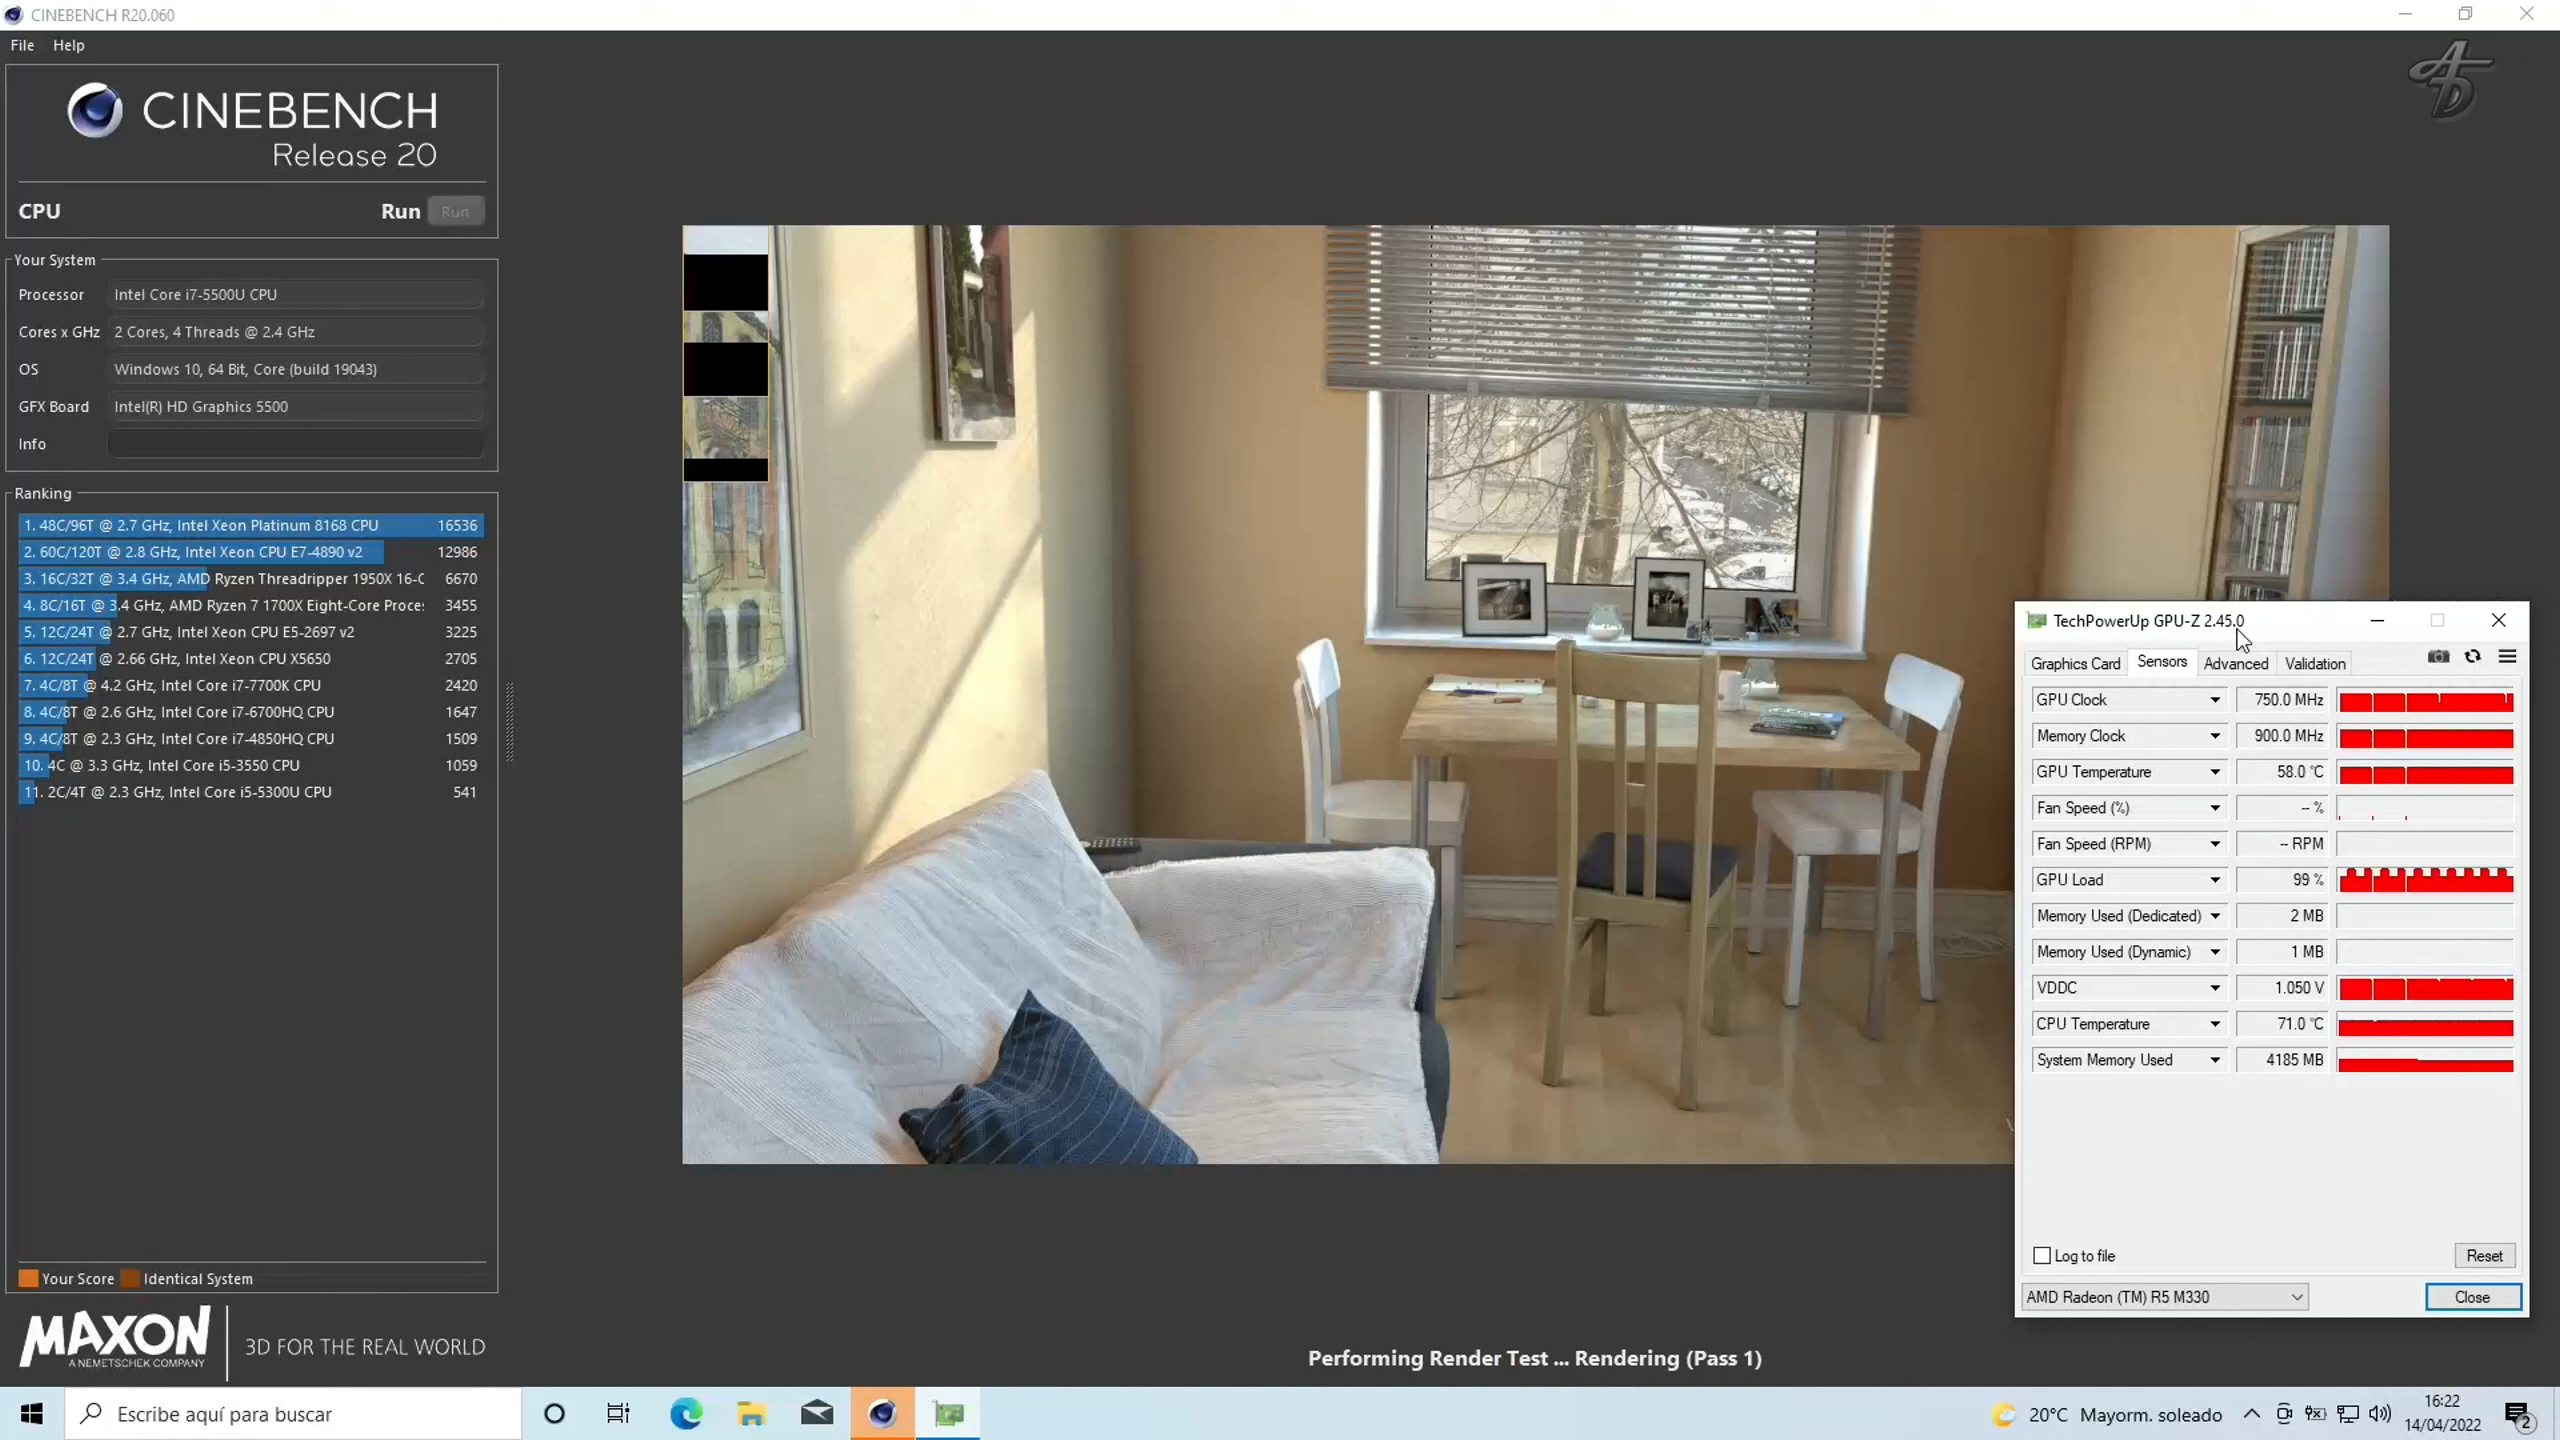 CINEBENCH R20.060
File Help
CINEBENCH
Release 20
CPU Run Run
Your System
Processor Intel Core i7-5500U CPU
Cores x GHz 2 Cores, 4 Threads @ 2.4 GHz
OS Windows 10, 64 Bit, Core (build 19043)
GFX Board Intel(R) HD Graphics 5500
Info
Ranking
1. 48C/96T @ 2.7 GHz, Intel Xeon Platinum 8168 CPU 16536
2. 60C/120T @ 2.8 GHz, Intel Xeon CPU E7-4890 v2 12986
3. 16C/32T @ 3.4 GHz, AMD Ryzen Threadripper 1950X 16-C 6670
4. 8C/16T @ 3.4 GHz, AMD Ryzen 7 1700X Eight-Core Proce: 3455
5. 12C/24T @ 2.7 GHz, Intel Xeon CPU E5-2697 v2 3225
6. 12C/24T @ 2.66 GHz, Intel Xeon CPU X5650 2705
7. 4C/8T @ 4.2 GHz, Intel Core i7-7700K CPU 2420
8. 4C/8T @ 2.6 GHz, Intel Core i7-6700HQ CPU 1647
9. 4C/8T @ 2.3 GHz, Intel Core i7-4850HQ CPU 1509
10. 4C @ 3.3 GHz, Intel Core i5-3550 CPU 1059
11. 2C/4T @ 2.3 GHz, Intel Core i5-5300U CPU 541
Your Score Identical System
MAXON
A NEMETSCHEK COMPANY
3D FOR THE REAL WORLD
AD
TechPowerUp GPU-Z 2.45.0
Graphics Card Sensors Advanced Validation
GPU Clock 750.0 MHz
Memory Clock 900.0 MHz
GPU Temperature 58.0 °C
Fan Speed (%) -- %
Fan Speed (RPM) -- RPM
GPU Load 99 %
Memory Used (Dedicated) 2 MB
Memory Used (Dynamic) 1 MB
VDDC 1.050 V
CPU Temperature 71.0 °C
System Memory Used 4185 MB
Log to file Reset
AMD Radeon (TM) R5 M330 Close
Performing Render Test ... Rendering (Pass 1)
Escribe aquí para buscar
20°C Mayorm. soleado
16:22
14/04/2022
2